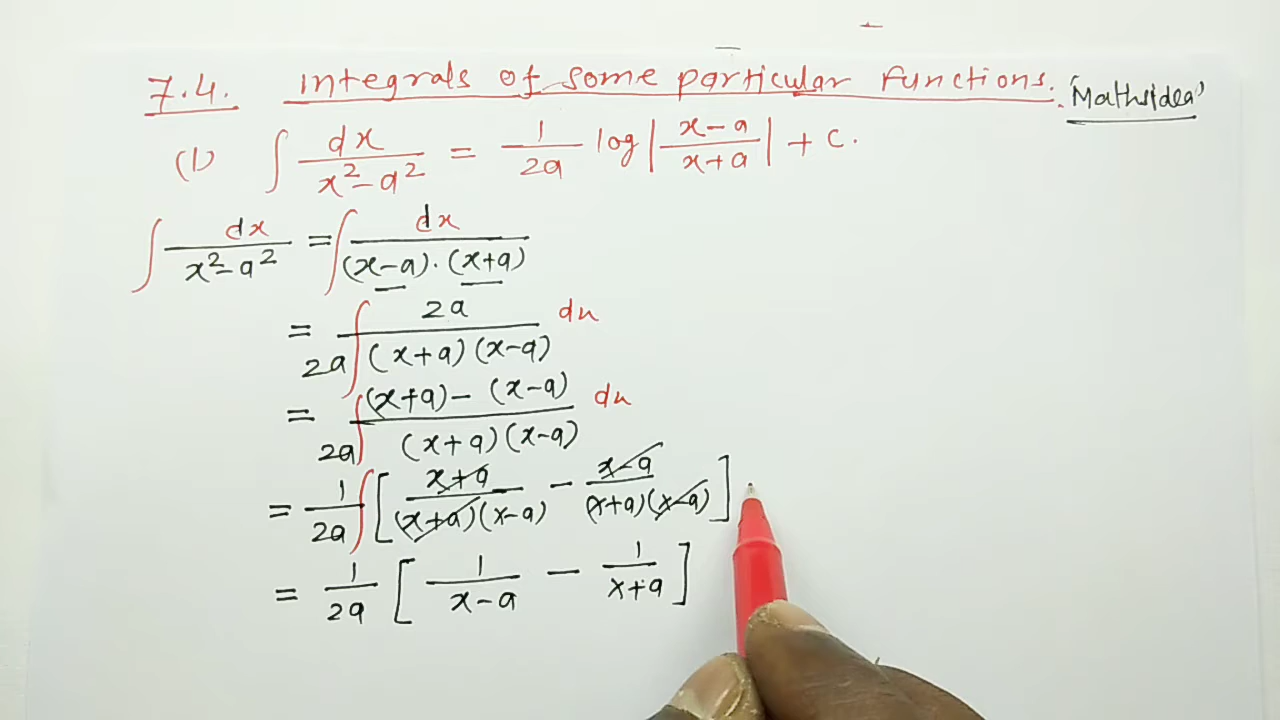 7.4. Integrals of some particular functions. 'Mathsidea'
(1) ∫ dx/(x²-a²) = 1/2a log |(x-a)/(x+a)| + C.
∫ dx/(x²-a²) = ∫ dx/((x-a).(x+a))
= 1/2a ∫ 2a/((x+a)(x-a)) dx
= 1/2a ∫ ((x+a)-(x-a))/((x+a)(x-a)) dx
= 1/2a ∫ [(x+a)/((x+a)(x-a)) - (x-a)/((x+a)(x-a))]
= 1/2a [1/(x-a) - 1/(x+a)]